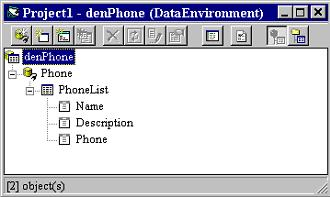 Project1 - denPhone (DataEnvironment)
denPhone
Phone
PhoneList
Name
Description
Phone
[2] object(s)